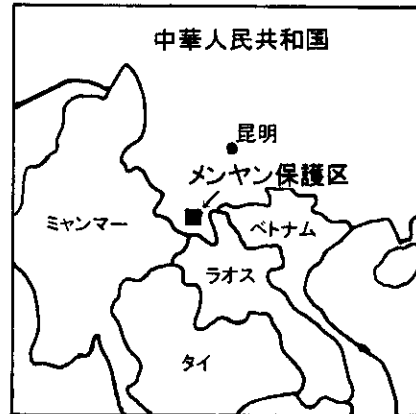 中華人民共和国
昆明
メンヤン保護区
ミャンマー
ベトナム
ラオス
タイ